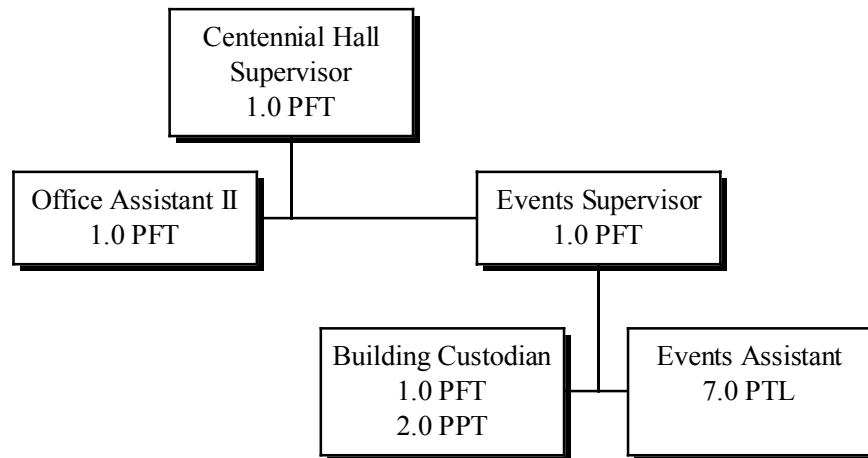 Centennial Hall
Supervisor
1.0 PFT
Office Assistant II
1.0 PFT
Events Supervisor
1.0 PFT
Building Custodian
1.0 PFT
2.0 PPT
Events Assistant
7.0 PTL